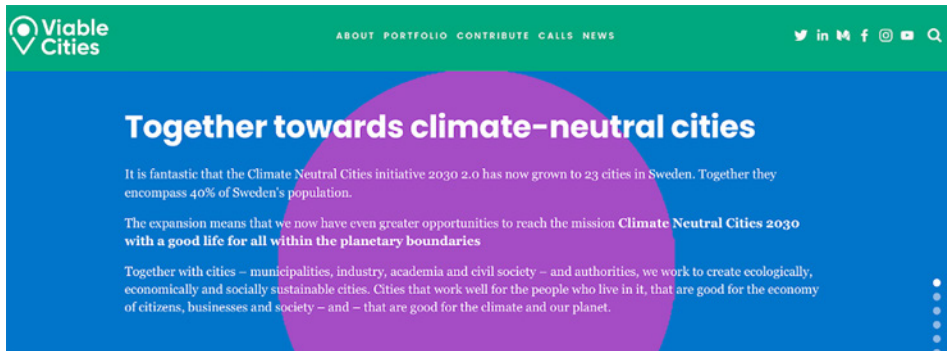 Viable
Cities
ABOUT PORTFOLIO CONTRIBUTE CALLS NEWS
Together towards climate-neutral cities
It is fantastic that the Climate Neutral Cities initiative 2030 2.0 has now grown to 23 cities in Sweden. Together they
encompass 40% of Sweden's population.
The expansion means that we now have even greater opportunities to reach the mission Climate Neutral Cities 2030
with a good life for all within the planetary boundaries
Together with cities – municipalities, industry, academia and civil society – and authorities, we work to create ecologically,
economically and socially sustainable cities. Cities that work well for the people who live in it, that are good for the economy
of citizens, businesses and society – and – that are good for the climate and our planet.